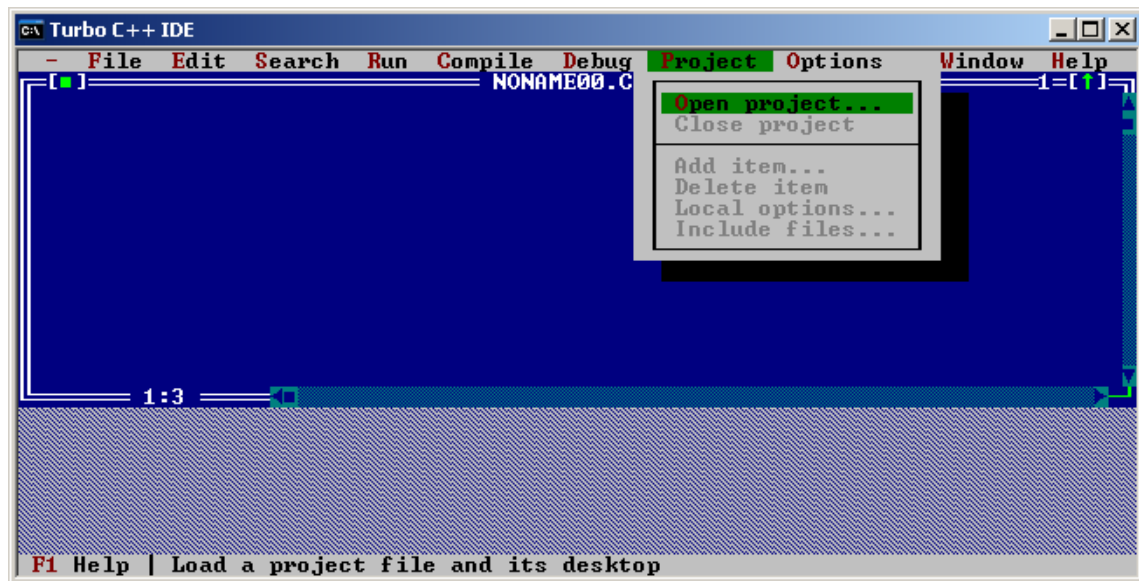 Turbo C++ IDE
- File Edit Search Run Compile Debug Project Options Window Help
[■] NONAME00.C 1=[↑]
Open project...
Close project
Add item...
Delete item
Local options...
Include files...
1:3
F1 Help | Load a project file and its desktop